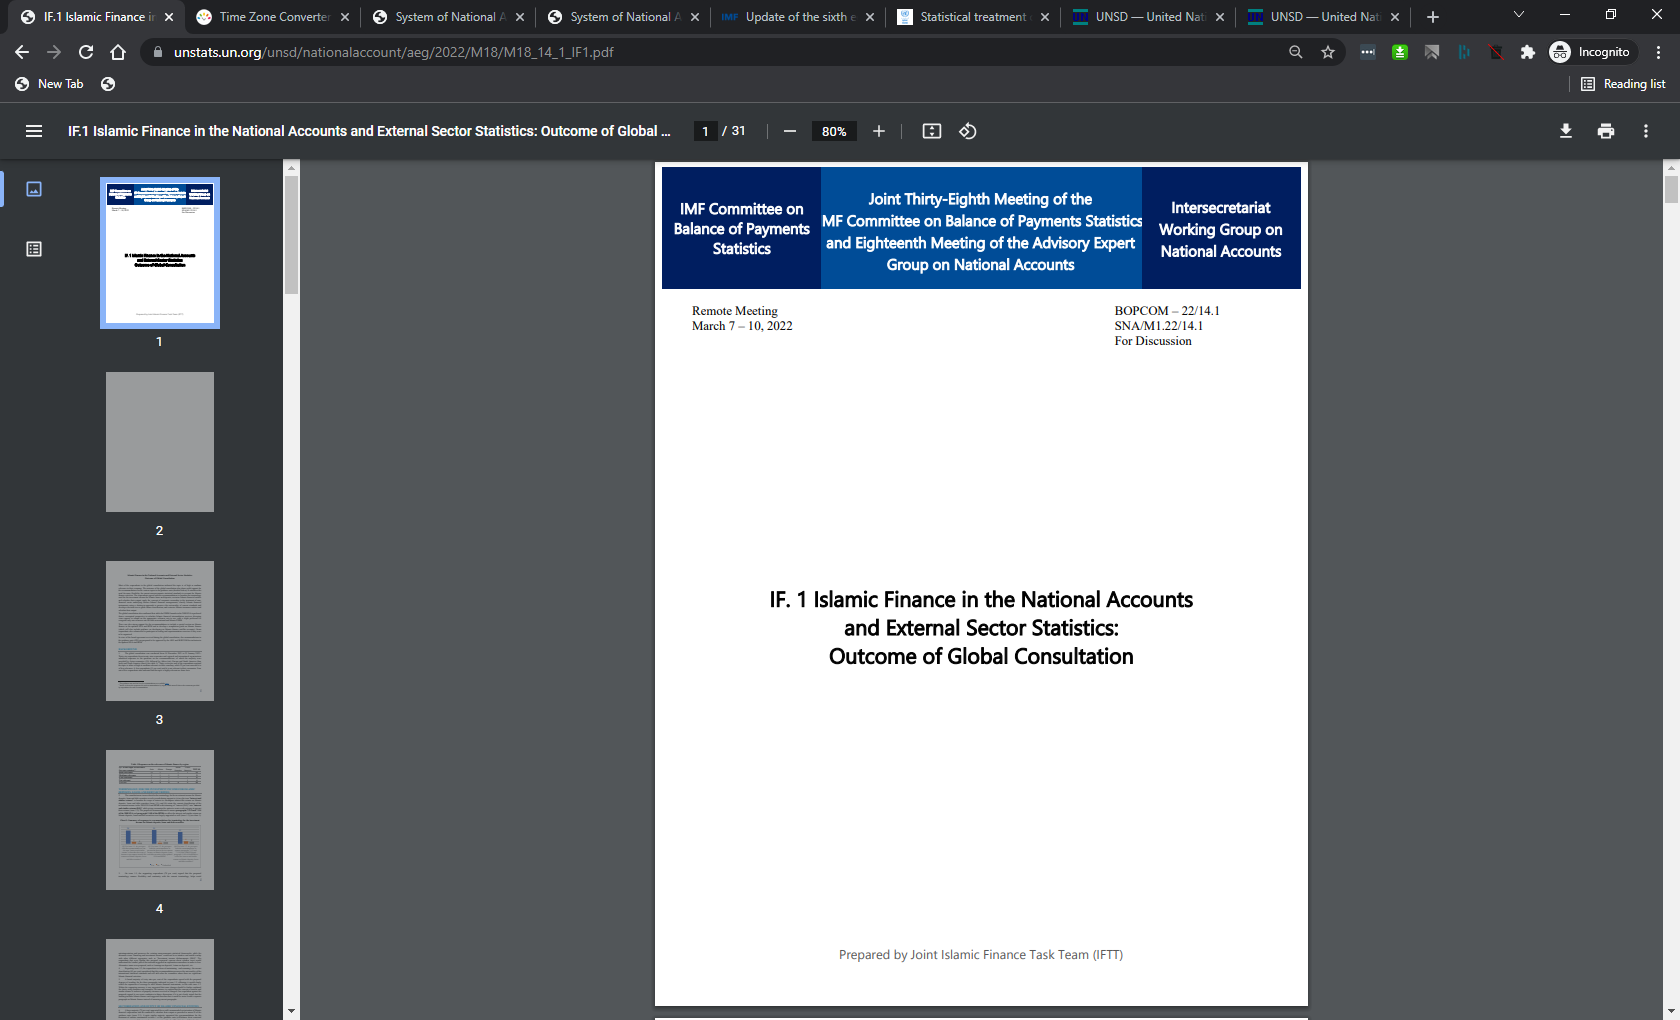 IF.1 Islamic Finance in
Time Zone Converter
System of National A
System of National A
IMF Update of the sixth e
Statistical treatment
UNSD — United Nati
UNSD — United Nati
unstats.un.org/unsd/nationalaccount/aeg/2022/M18/M18_14_1_IF1.pdf
Incognito
New Tab
Reading list
IF.1 Islamic Finance in the National Accounts and External Sector Statistics: Outcome of Global ...
1 / 31
80%
1
2
3
4
IMF Committee on
Balance of Payments
Statistics
Joint Thirty-Eighth Meeting of the
MF Committee on Balance of Payments Statistics
and Eighteenth Meeting of the Advisory Expert
Group on National Accounts
Intersecretariat
Working Group on
National Accounts
Remote Meeting
March 7 – 10, 2022
BOPCOM – 22/14.1
SNA/M1.22/14.1
For Discussion
IF. 1 Islamic Finance in the National Accounts
and External Sector Statistics:
Outcome of Global Consultation
Prepared by Joint Islamic Finance Task Team (IFTT)